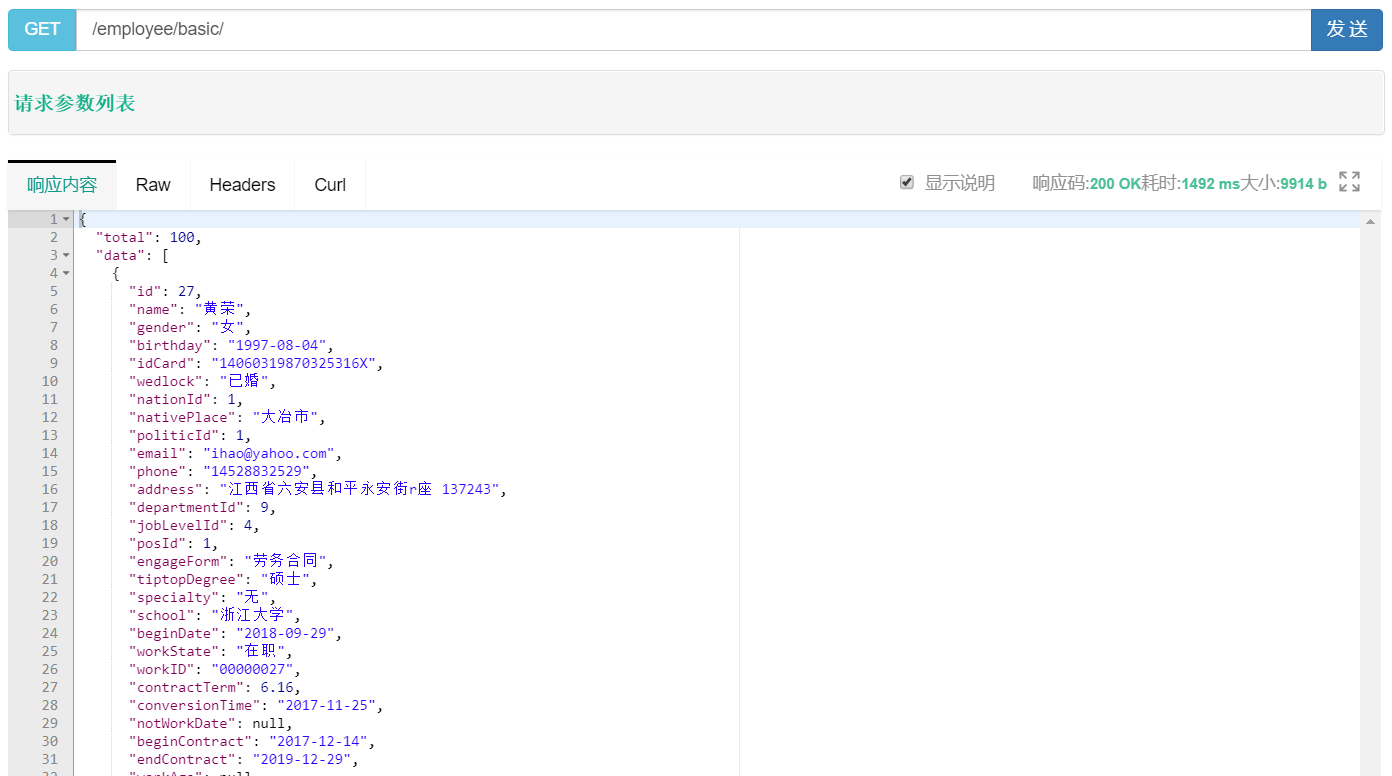 GET /employee/basic/ 发 送
请求参数列表
响应内容 Raw Headers Curl 显示说明 响应码:200 OK耗时:1492 ms大小:9914 b
1 {
2 "total": 100,
3 "data": [
4 {
5 "id": 27,
6 "name": "黄荣",
7 "gender": "女",
8 "birthday": "1997-08-04",
9 "idCard": "14060319870325316X",
10 "wedlock": "已婚",
11 "nationId": 1,
12 "nativePlace": "大冶市",
13 "politicId": 1,
14 "email": "ihao@yahoo.com",
15 "phone": "14528832529",
16 "address": "江西省六安县和平永安街r座 137243",
17 "departmentId": 9,
18 "jobLevelId": 4,
19 "posId": 1,
20 "engageForm": "劳务合同",
21 "tiptopDegree": "硕士",
22 "specialty": "无",
23 "school": "浙江大学",
24 "beginDate": "2018-09-29",
25 "workState": "在职",
26 "workID": "00000027",
27 "contractTerm": 6.16,
28 "conversionTime": "2017-11-25",
29 "notWorkDate": null,
30 "beginContract": "2017-12-14",
31 "endContract": "2019-12-29",